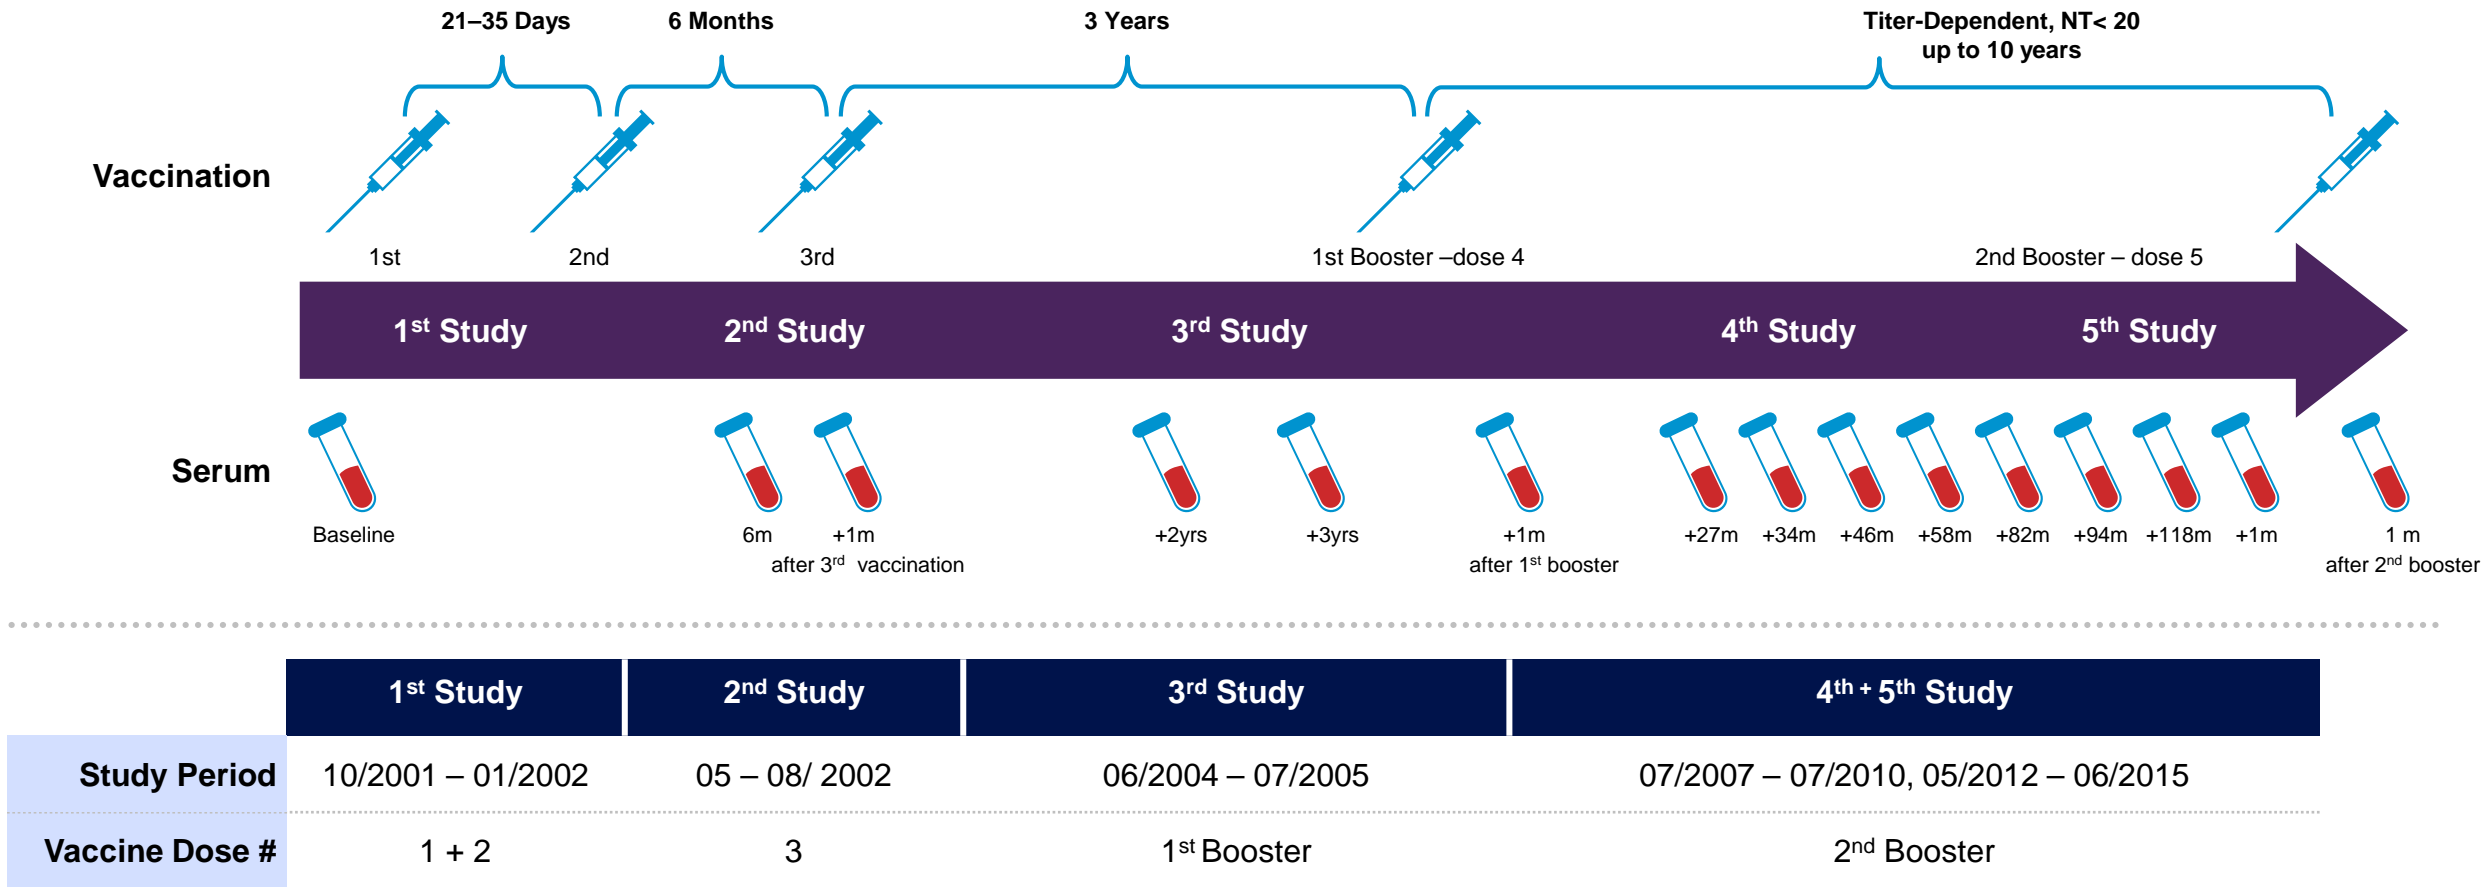 21–35 Days
6 Months
3 Years
Titer-Dependent, NT< 20
up to 10 years
Vaccination
1st
2nd
3rd
1st Booster –dose 4
2nd Booster – dose 5
1st Study
2nd Study
3rd Study
4th Study
5th Study
Serum
Baseline
6m
+1m
after 3rd vaccination
+2yrs
+3yrs
+1m
after 1st booster
+27m
+34m
+46m
+58m
+82m
+94m
+118m
+1m
1 m
after 2nd booster
1st Study
2nd Study
3rd Study
4th + 5th Study
Study Period
10/2001 – 01/2002
05 – 08/ 2002
06/2004 – 07/2005
07/2007 – 07/2010, 05/2012 – 06/2015
Vaccine Dose #
1 + 2
3
1st Booster
2nd Booster